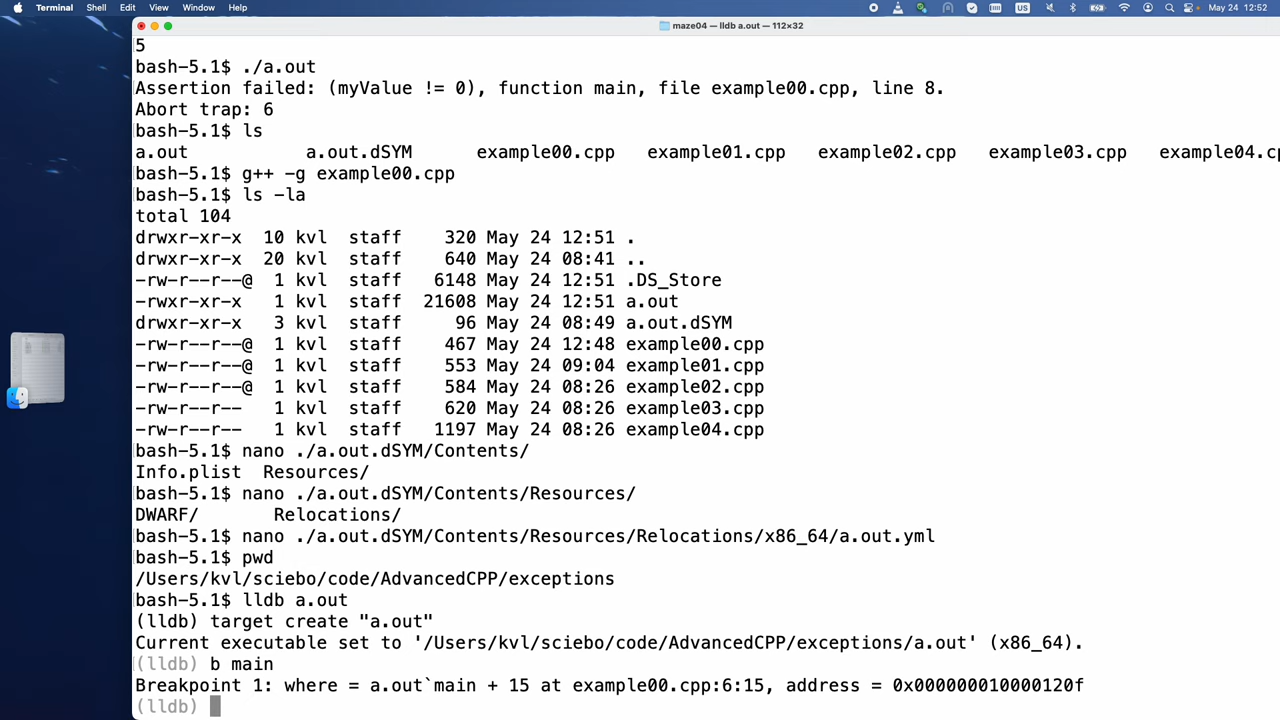 Terminal Shell Edit View Window Help US May 24 12:52
maze04 — lldb a.out — 112×32
5
bash-5.1$ ./a.out
Assertion failed: (myValue != 0), function main, file example00.cpp, line 8.
Abort trap: 6
bash-5.1$ ls
a.out a.out.dSYM example00.cpp example01.cpp example02.cpp example03.cpp example04.c
bash-5.1$ g++ -g example00.cpp
bash-5.1$ ls -la
total 104
drwxr-xr-x 10 kvl staff 320 May 24 12:51 .
drwxr-xr-x 20 kvl staff 640 May 24 08:41 ..
-rw-r--r--@ 1 kvl staff 6148 May 24 12:51 .DS_Store
-rwxr-xr-x 1 kvl staff 21608 May 24 12:51 a.out
drwxr-xr-x 3 kvl staff 96 May 24 08:49 a.out.dSYM
-rw-r--r--@ 1 kvl staff 467 May 24 12:48 example00.cpp
-rw-r--r--@ 1 kvl staff 553 May 24 09:04 example01.cpp
-rw-r--r--@ 1 kvl staff 584 May 24 08:26 example02.cpp
-rw-r--r-- 1 kvl staff 620 May 24 08:26 example03.cpp
-rw-r--r-- 1 kvl staff 1197 May 24 08:26 example04.cpp
bash-5.1$ nano ./a.out.dSYM/Contents/
Info.plist Resources/
bash-5.1$ nano ./a.out.dSYM/Contents/Resources/
DWARF/ Relocations/
bash-5.1$ nano ./a.out.dSYM/Contents/Resources/Relocations/x86_64/a.out.yml
bash-5.1$ pwd
/Users/kvl/sciebo/code/AdvancedCPP/exceptions
bash-5.1$ lldb a.out
(lldb) target create "a.out"
Current executable set to '/Users/kvl/sciebo/code/AdvancedCPP/exceptions/a.out' (x86_64).
(lldb) b main
Breakpoint 1: where = a.out`main + 15 at example00.cpp:6:15, address = 0x000000010000120f
(lldb)